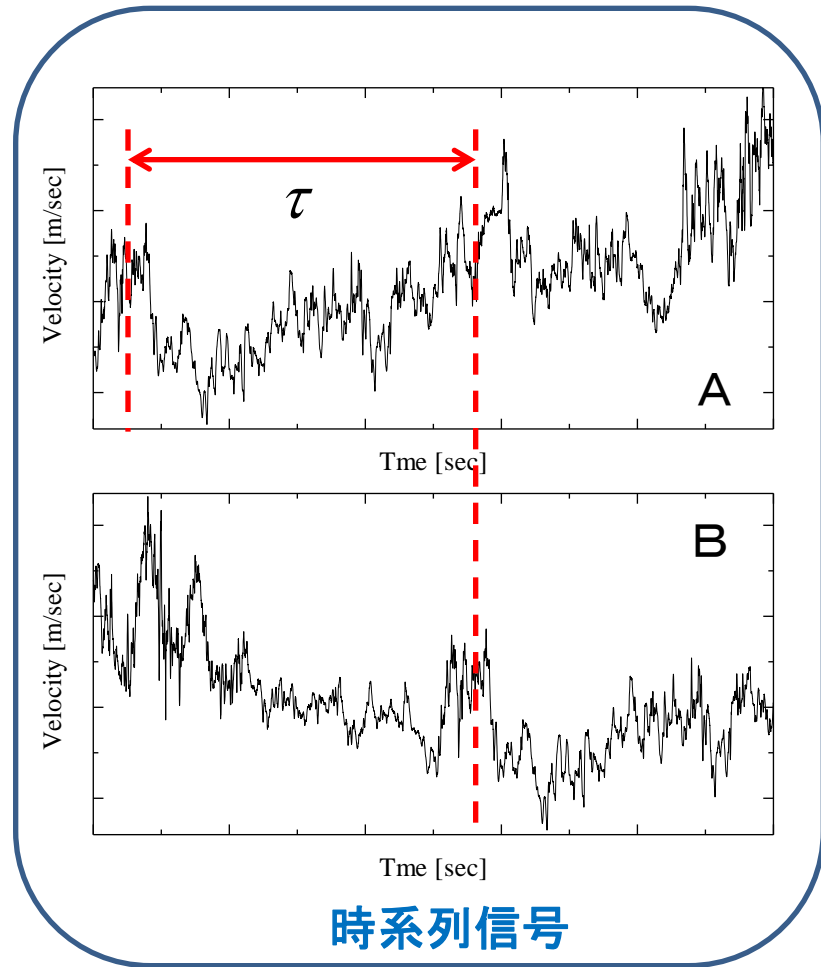 τ
Velocity [m/sec]
A
Tme [sec]
B
Velocity [m/sec]
Tme [sec]
時系列信号